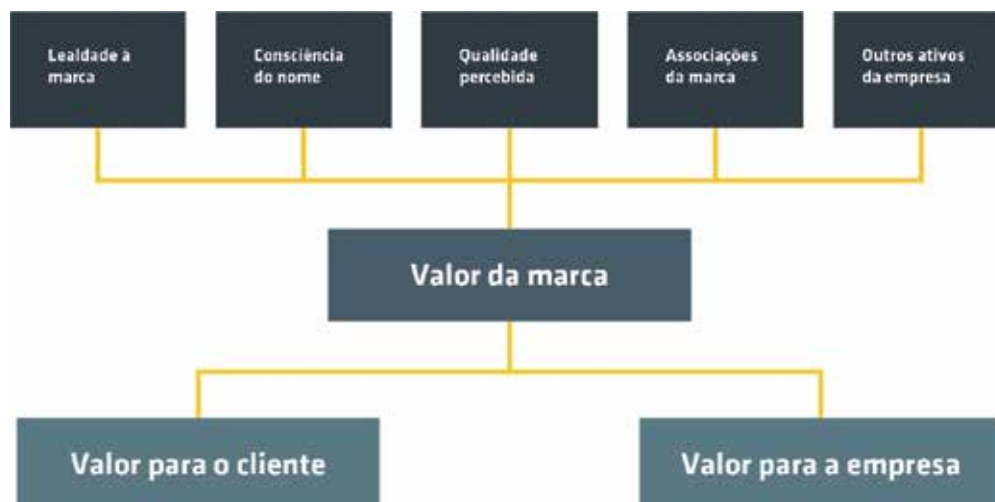 Lealdade à
marca
Consciência
do nome
Qualidade
percebida
Associações
da marca
Outros ativos
da empresa
Valor da marca
Valor para o cliente
Valor para a empresa